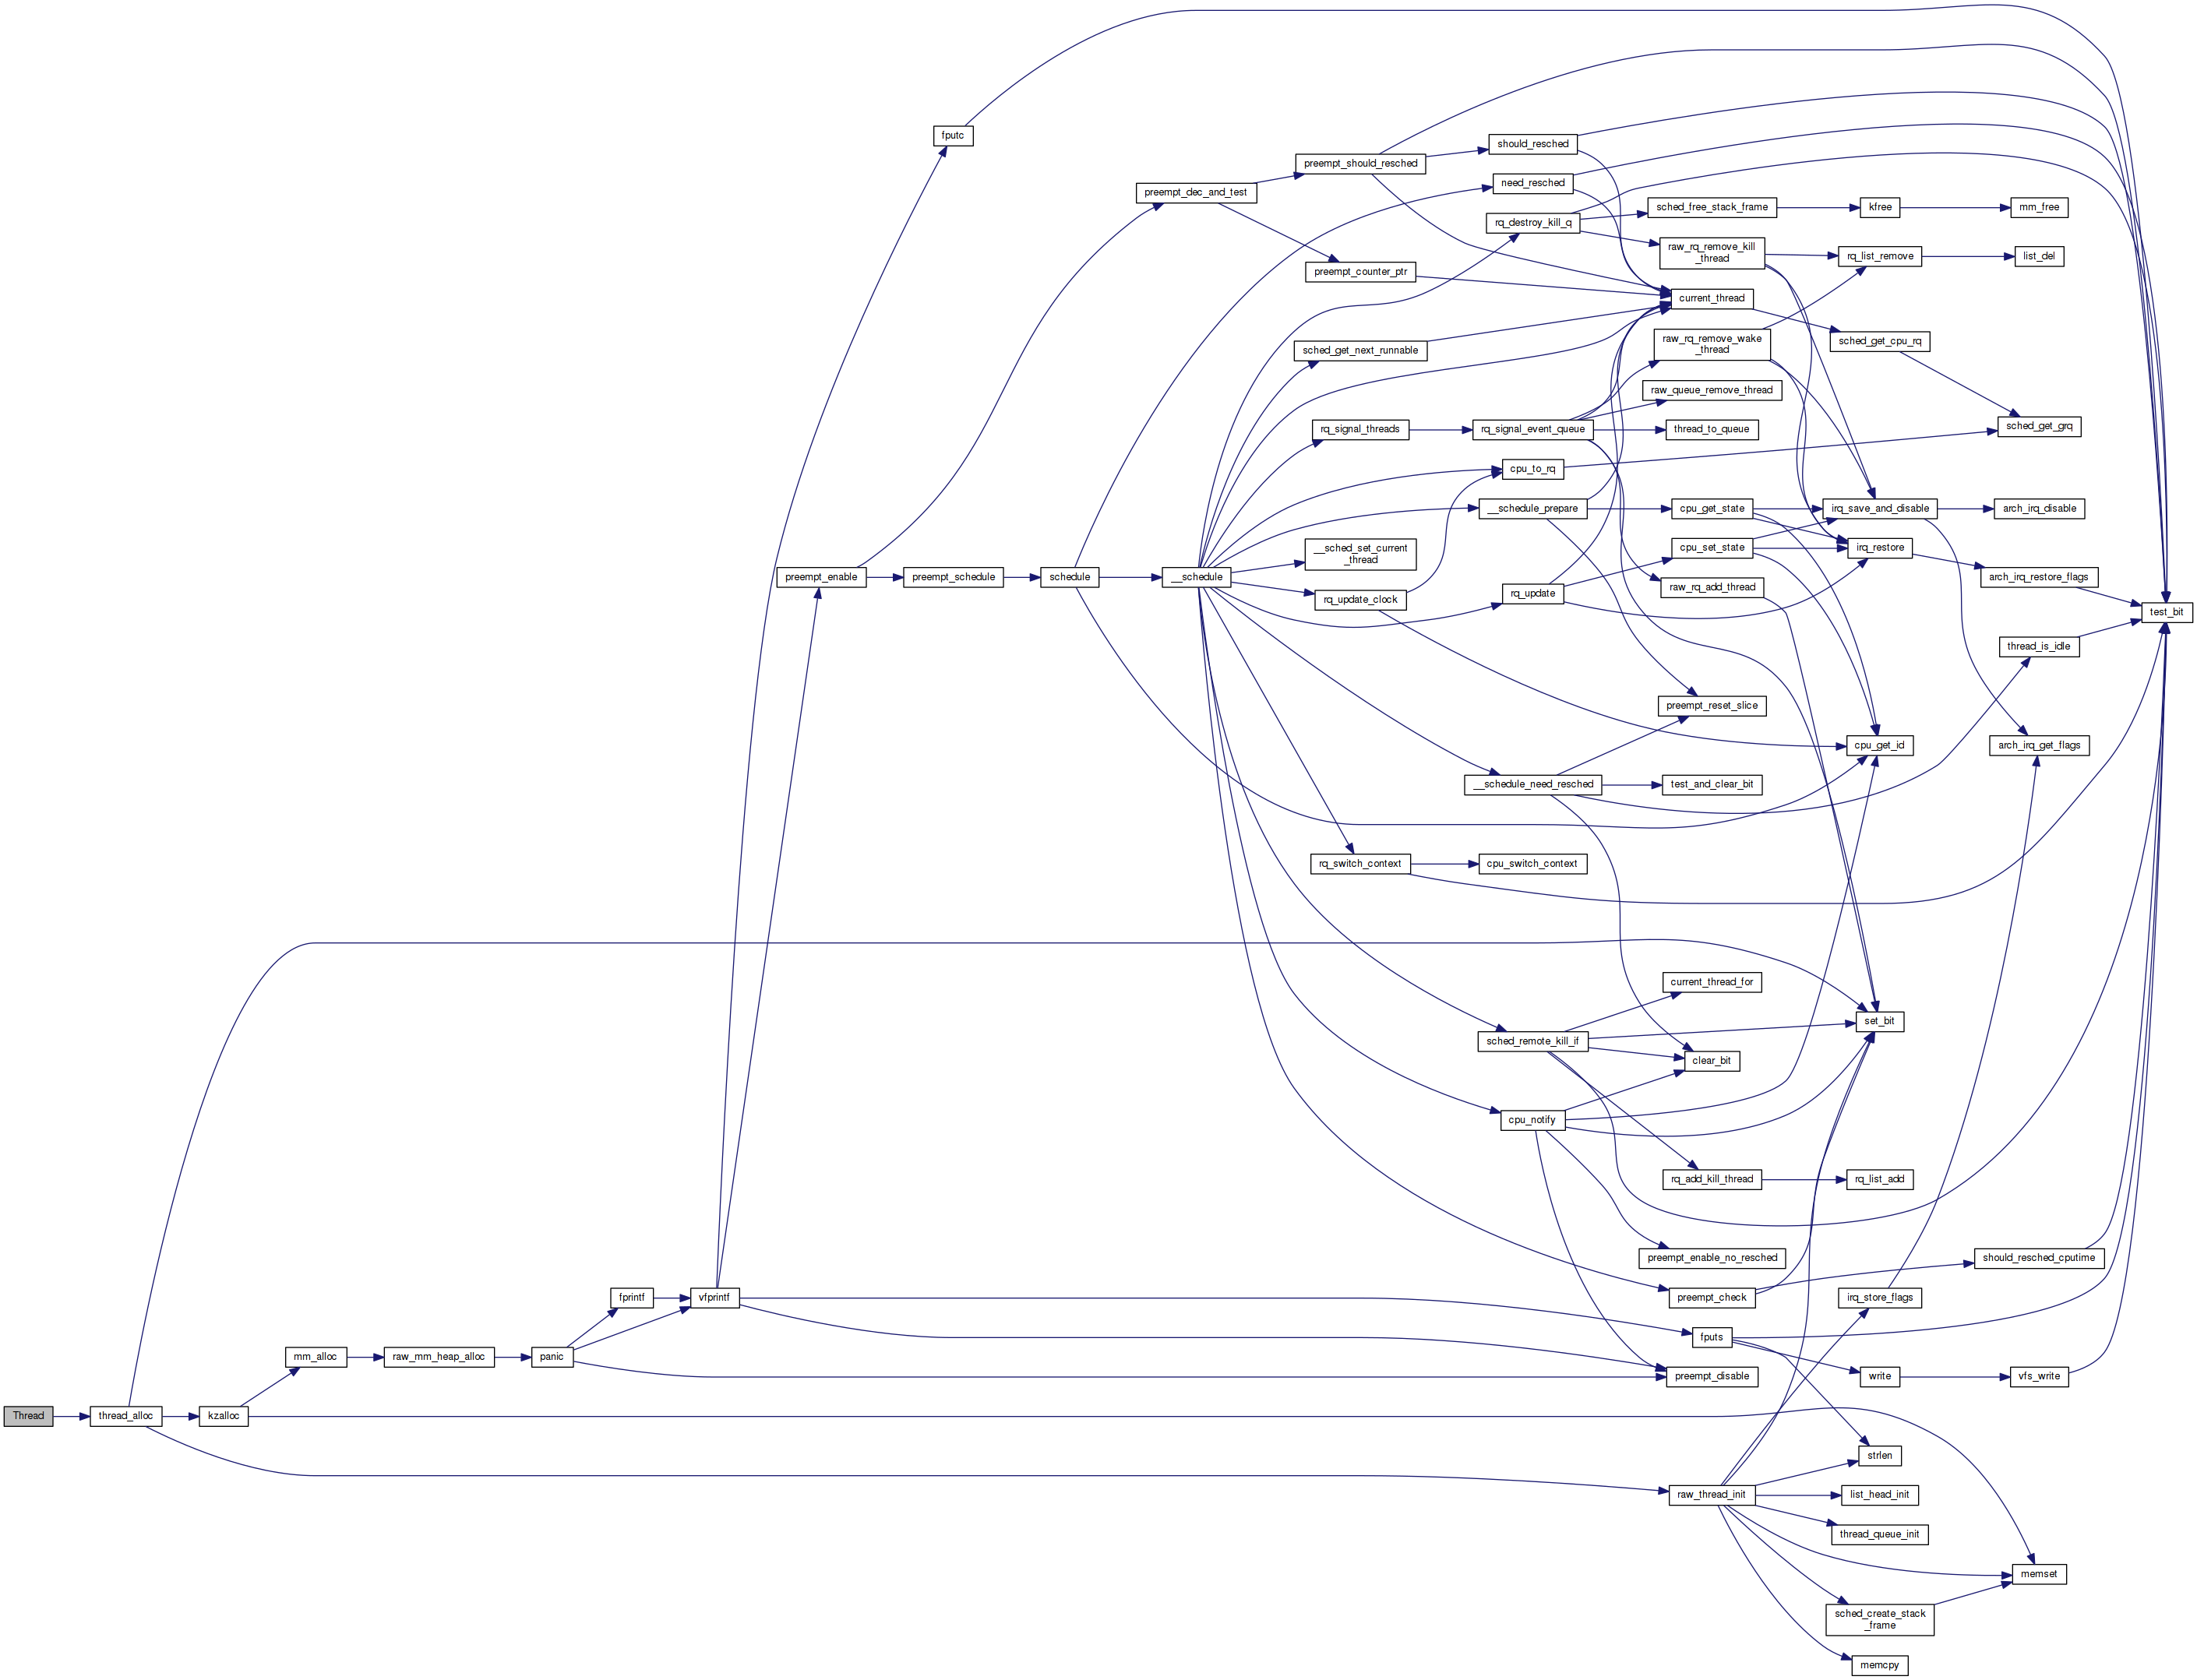 fputc
should_resched
preempt_should_resched
need_resched
preempt_dec_and_test
sched_free_stack_frame
kfree
mm_free
rq_destroy_kill_q
raw_rq_remove_kill
_thread
rq_list_remove
list_del
preempt_counter_ptr
current_thread
raw_rq_remove_wake
_thread
sched_get_cpu_rq
sched_get_next_runnable
raw_queue_remove_thread
rq_signal_threads
rq_signal_event_queue
thread_to_queue
sched_get_grq
cpu_to_rq
__schedule_prepare
cpu_get_state
irq_save_and_disable
arch_irq_disable
__sched_set_current
_thread
cpu_set_state
irq_restore
preempt_enable
preempt_schedule
schedule
__schedule
arch_irq_restore_flags
rq_update_clock
rq_update
raw_rq_add_thread
test_bit
thread_is_idle
preempt_reset_slice
cpu_get_id
arch_irq_get_flags
__schedule_need_resched
test_and_clear_bit
rq_switch_context
cpu_switch_context
current_thread_for
set_bit
sched_remote_kill_if
clear_bit
cpu_notify
rq_add_kill_thread
rq_list_add
preempt_enable_no_resched
should_resched_cputime
fprintf
vfprintf
preempt_check
irq_store_flags
fputs
mm_alloc
raw_mm_heap_alloc
panic
preempt_disable
write
vfs_write
Thread
thread_alloc
kzalloc
strlen
raw_thread_init
list_head_init
thread_queue_init
memset
sched_create_stack
_frame
memcpy